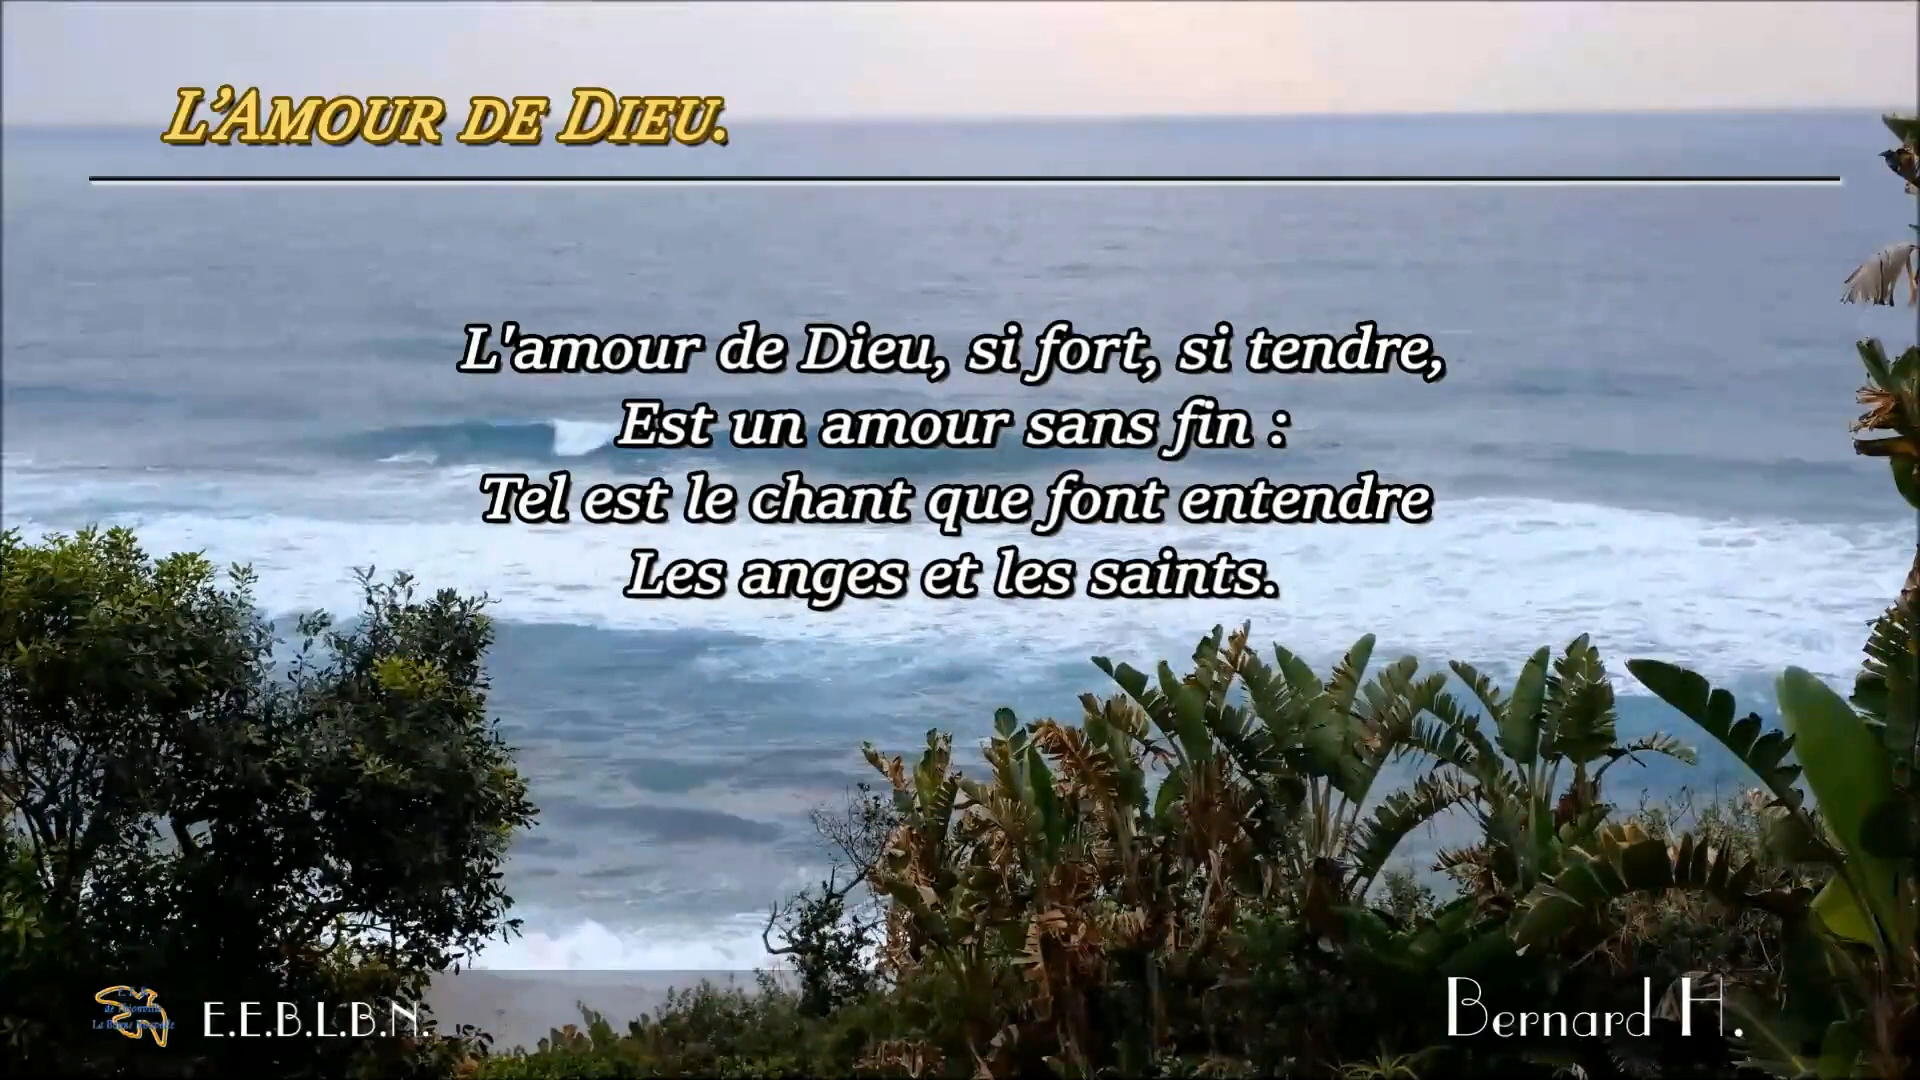 L'AMOUR DE DIEU.
L'amour de Dieu, si fort, si tendre,
Est un amour sans fin :
Tel est le chant que font entendre
Les anges et les saints.
E.E.B.L.B.N.
Bernard H.